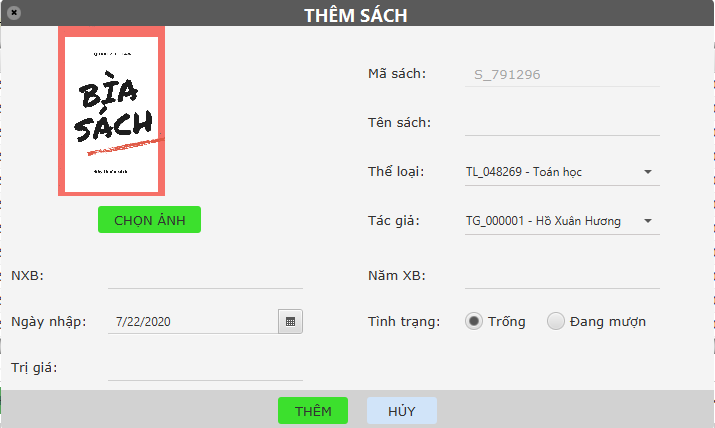 THÊM SÁCH
BÌA
SÁCH
CHỌN ẢNH
Mã sách: S_791296
Tên sách:
Thể loại: TL_048269 - Toán học
Tác giả: TG_000001 - Hồ Xuân Hương
NXB: Năm XB:
Ngày nhập: 7/22/2020 Tình trạng: Trống Đang mượn
Trị giá:
THÊM HỦY